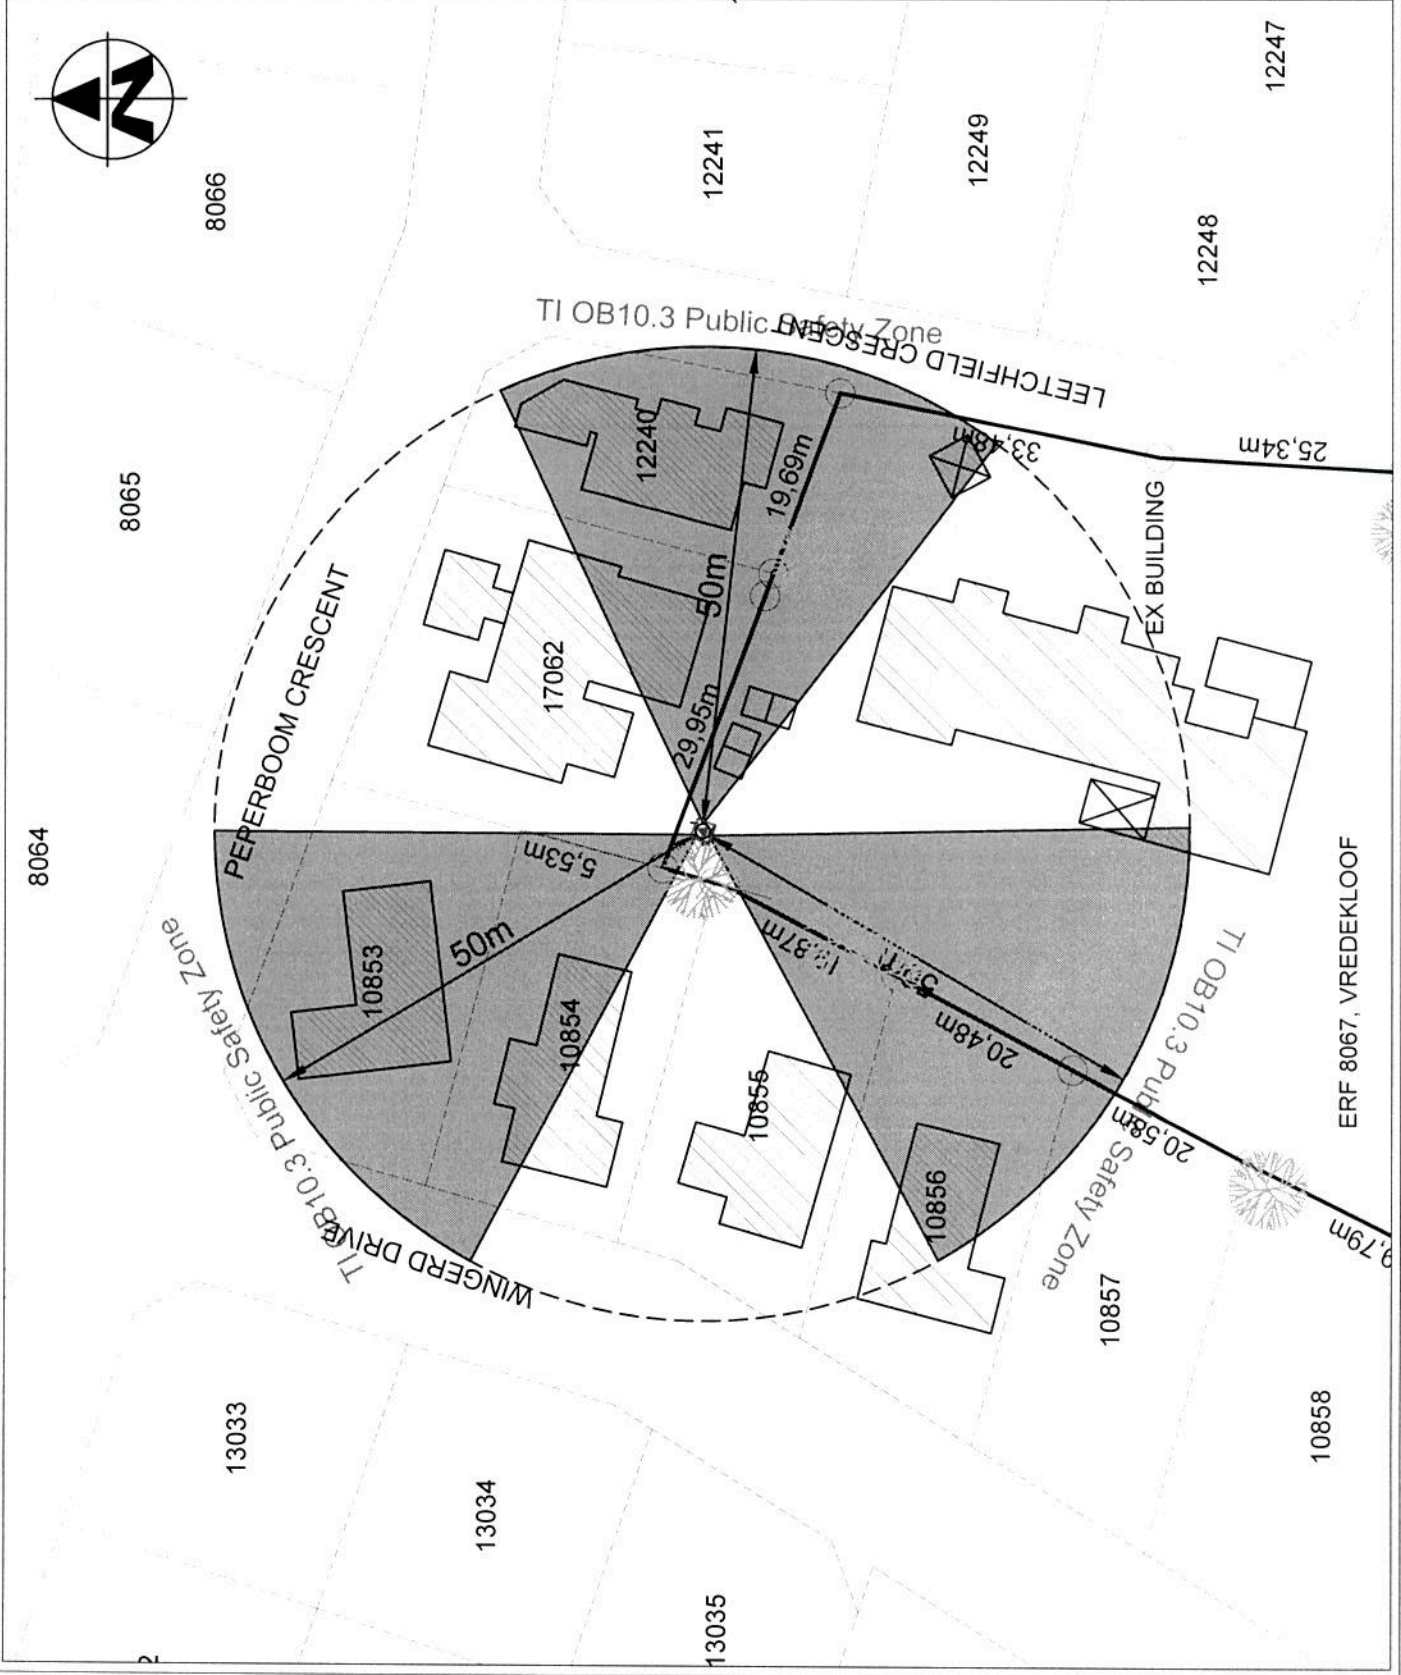 N
8066
8065
8064
12247
12241
12249
12248
TI OB10.3 Public Safety Zone
LEETCHFIELD CRESCENT
PEPERBOOM CRESCENT
12240
17062
19,69m
33,48m
25,34m
50m
29,95m
EX BUILDING
5,53m
50m
10853
10854
10855
10856
TI OB10.3 Public Safety Zone
WINGERD DRIVE
20,48m
20,58m
TI OB10.3 Public Safety Zone
ERF 8067, VREDEKLOOF
10857
10858
13033
13034
13035